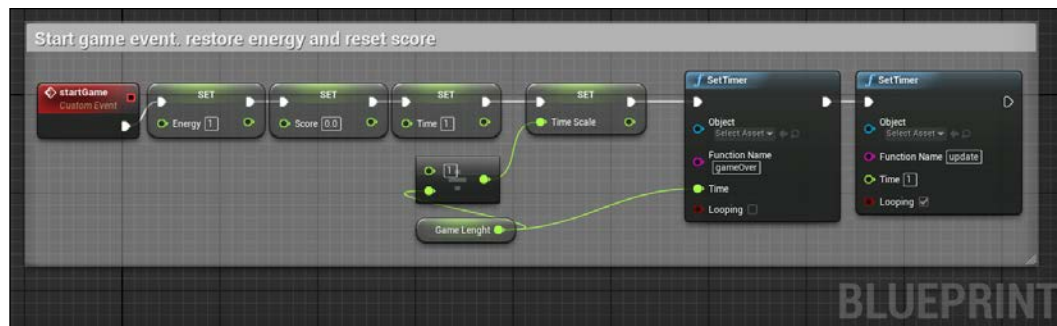 Start game event. restore energy and reset score
startGame
Custom Event
SET
Energy 1
SET
Score 0.0
SET
Time 1
SET
Time Scale
1
Game Lenght
SetTimer
Object
Select Asset
Function Name
gameOver
Time
Looping
SetTimer
Object
Select Asset
Function Name update
Time 1
Looping
BLUEPRINT